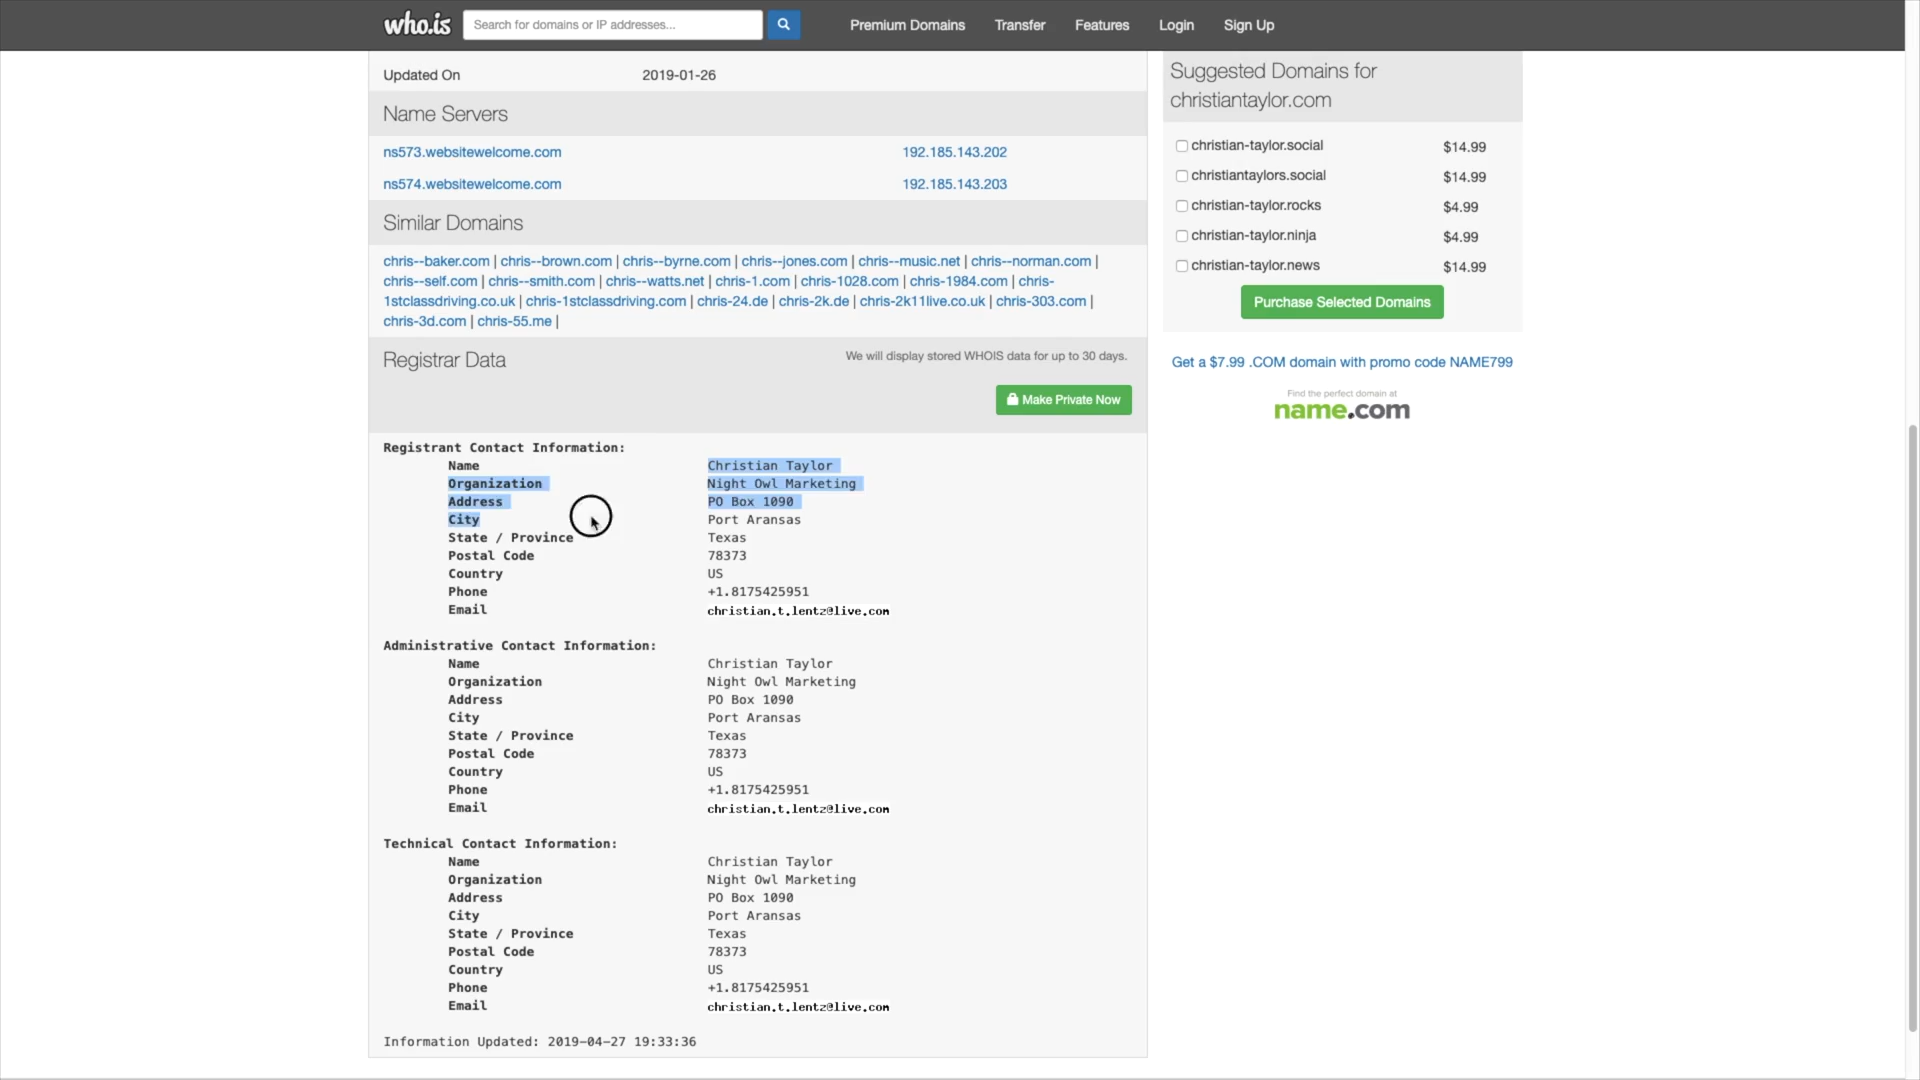 who.is
Search for domains or IP addresses...
Premium Domains
Transfer
Features
Login
Sign Up
Updated On 2019-01-26
Name Servers
ns573.websitewelcome.com 192.185.143.202
ns574.websitewelcome.com 192.185.143.203
Similar Domains
chris--baker.com | chris--brown.com | chris--byrne.com | chris--jones.com | chris--music.net | chris--norman.com |
chris--self.com | chris--smith.com | chris--watts.net | chris-1.com | chris-1028.com | chris-1984.com | chris-
1stclassdriving.co.uk | chris-1stclassdriving.com | chris-24.de | chris-2k.de | chris-2k11live.co.uk | chris-303.com |
chris-3d.com | chris-55.me |
Registrar Data
We will display stored WHOIS data for up to 30 days.
Make Private Now
Registrant Contact Information:
Name Christian Taylor
Organization Night Owl Marketing
Address PO Box 1090
City Port Aransas
State / Province Texas
Postal Code 78373
Country US
Phone +1.8175425951
Email christian.t.lentz@live.com
Administrative Contact Information:
Name Christian Taylor
Organization Night Owl Marketing
Address PO Box 1090
City Port Aransas
State / Province Texas
Postal Code 78373
Country US
Phone +1.8175425951
Email christian.t.lentz@live.com
Technical Contact Information:
Name Christian Taylor
Organization Night Owl Marketing
Address PO Box 1090
City Port Aransas
State / Province Texas
Postal Code 78373
Country US
Phone +1.8175425951
Email christian.t.lentz@live.com
Information Updated: 2019-04-27 19:33:36
Suggested Domains for
christiantaylor.com
christian-taylor.social $14.99
christiantaylors.social $14.99
christian-taylor.rocks $4.99
christian-taylor.ninja $4.99
christian-taylor.news $14.99
Purchase Selected Domains
Get a $7.99 .COM domain with promo code NAME799
Find the perfect domain at
name.com